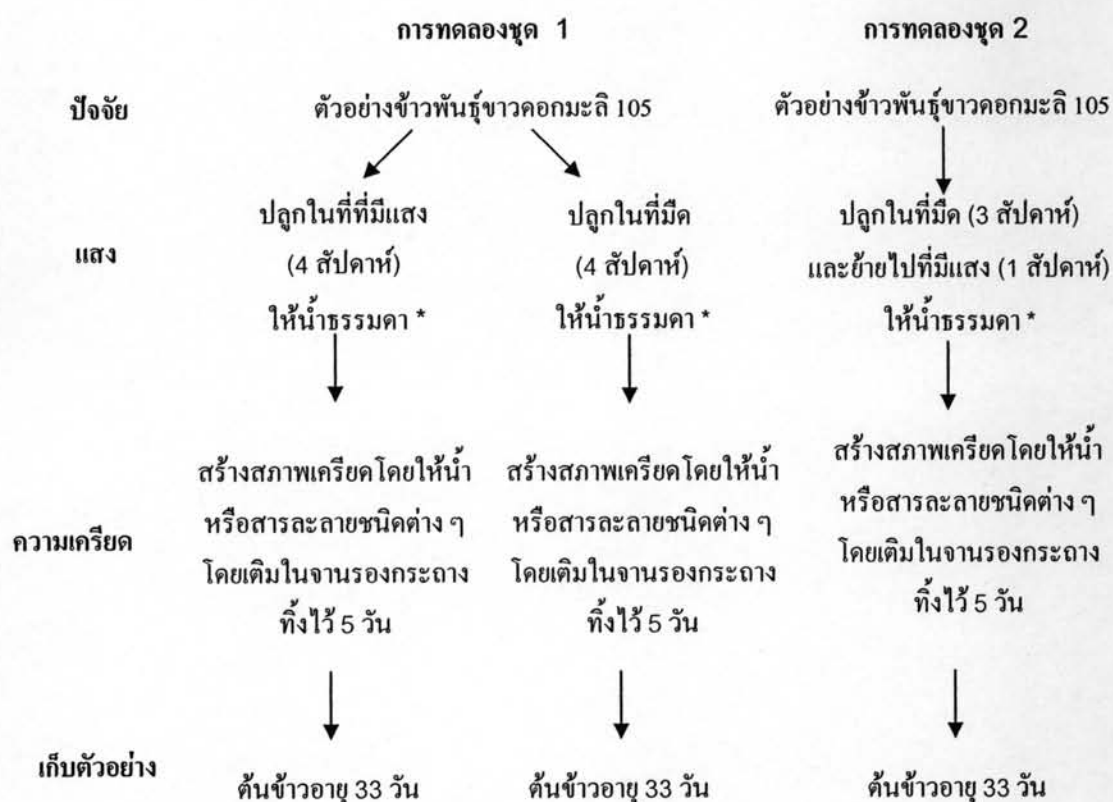 การทดลองชุด 1 การทดลองชุด 2
ปัจจัย ตัวอย่างข้าวพันธุ์ขาวดอกมะลิ 105 ตัวอย่างข้าวพันธุ์ขาวดอกมะลิ 105
ปลูกในที่ที่มีแสง ปลูกในที่มืด ปลูกในที่มืด (3 สัปดาห์)
แสง (4 สัปดาห์) (4 สัปดาห์) และย้ายไปที่มีแสง (1 สัปดาห์)
ให้น้ำธรรมดา * ให้น้ำธรรมดา * ให้น้ำธรรมดา *
สร้างสภาพเครียดโดยให้น้ำ สร้างสภาพเครียดโดยให้น้ำ สร้างสภาพเครียดโดยให้น้ำ
หรือสารละลายชนิดต่าง ๆ หรือสารละลายชนิดต่าง ๆ หรือสารละลายชนิดต่าง ๆ
ความเครียด โดยเติมในจานรองกระถาง โดยเติมในจานรองกระถาง โดยเติมในจานรองกระถาง
ทิ้งไว้ 5 วัน ทิ้งไว้ 5 วัน ทิ้งไว้ 5 วัน
เก็บตัวอย่าง ต้นข้าวอายุ 33 วัน ต้นข้าวอายุ 33 วัน ต้นข้าวอายุ 33 วัน